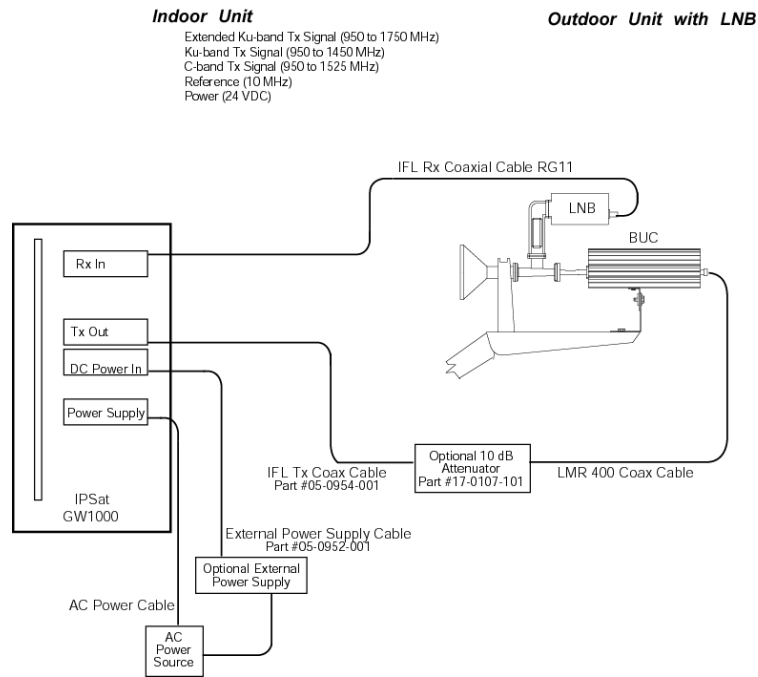 Indoor Unit
Outdoor Unit with LNB
Extended Ku-band Tx Signal (950 to 1750 MHz)
Ku-band Tx Signal (950 to 1450 MHz)
C-band Tx Signal (950 to 1525 MHz)
Reference (10 MHz)
Power (24 VDC)
IFL Rx Coaxial Cable RG11
LNB
BUC
Rx In
Tx Out
DC Power In
Power Supply
Optional 10 dB
Attenuator
Part #17-0107-101
IFL Tx Coax Cable
Part #05-0954-001
LMR 400 Coax Cable
IPSat
GW1000
External Power Supply Cable
Part #05-0952-001
Optional External
Power Supply
AC Power Cable
AC
Power
Source